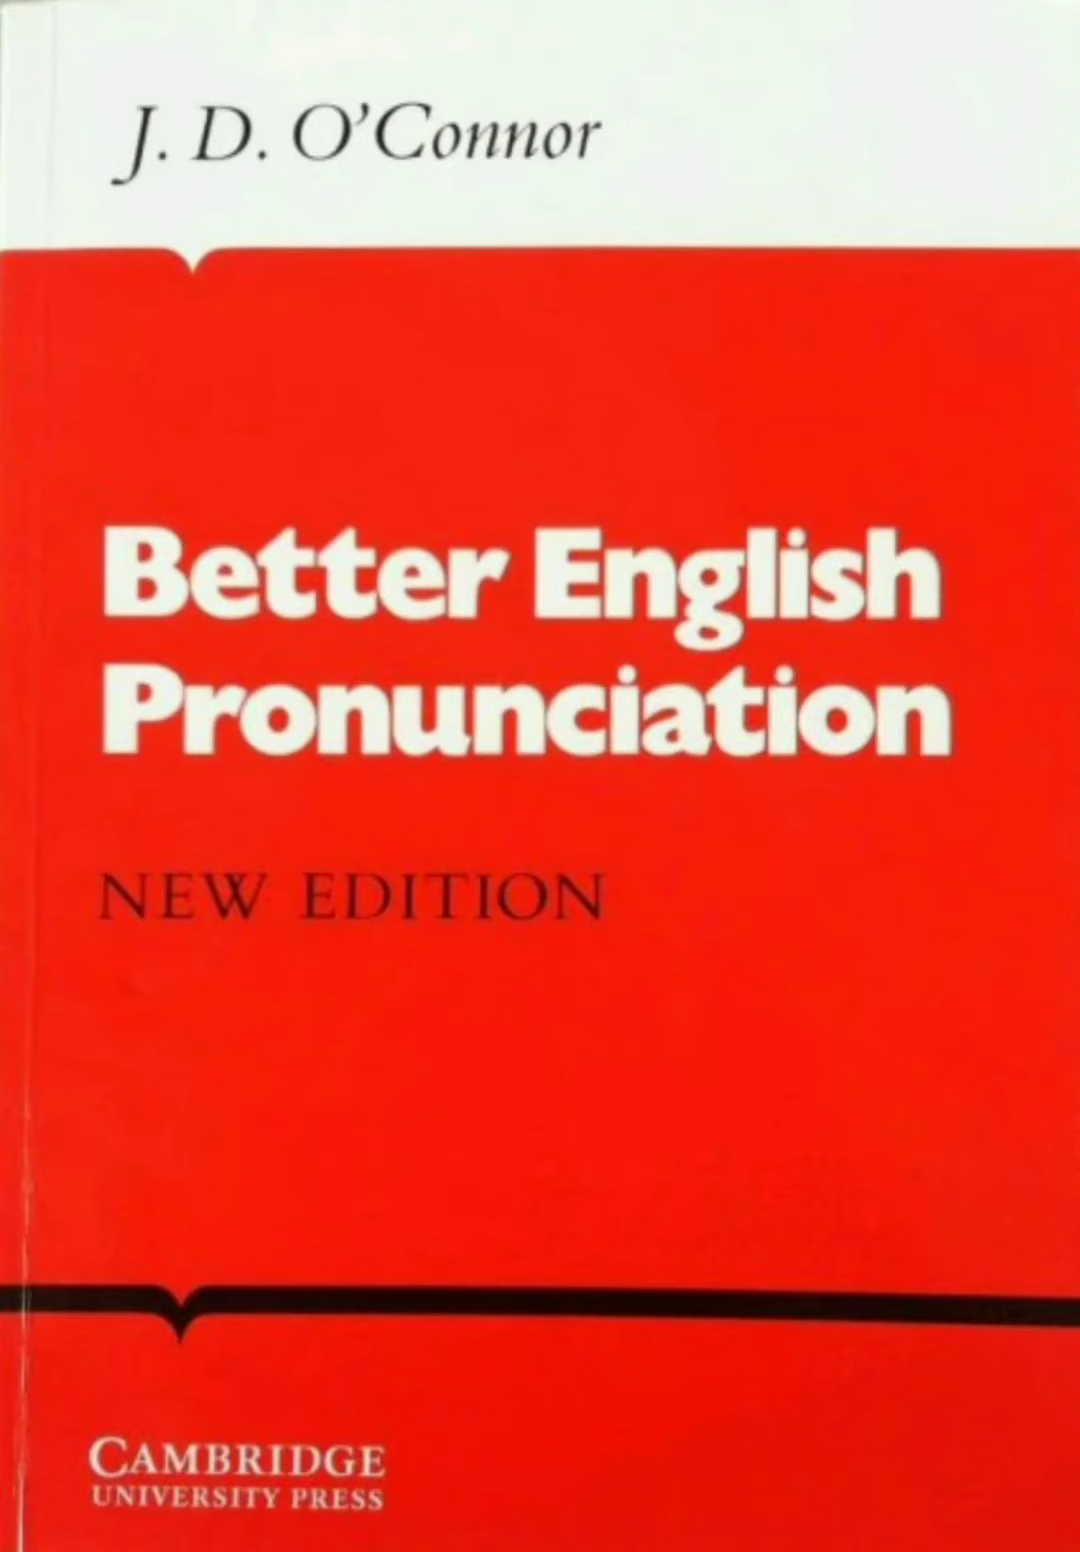 J. D. O'Connor
Better English
Pronunciation
NEW EDITION
CAMBRIDGE
UNIVERSITY PRESS